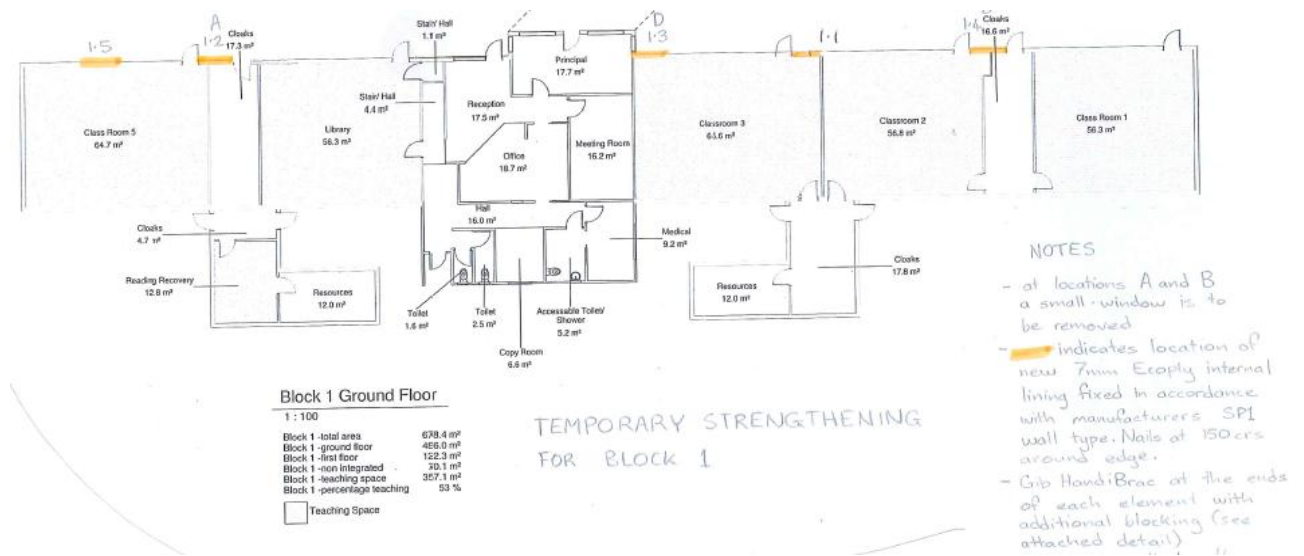 A
1.5
1.2
Cloaks
17.3 m²
Stair/ Hall
1.1 m²
D
1.3
Principal
17.7 m²
1.1
1.4
Cloaks
16.6 m²
Class Room 5
64.7 m²
Library
56.3 m²
Stair/ Hall
4.4 m²
Reception
17.5 m²
Office
18.7 m²
Meeting Room
16.2 m²
Classroom 3
65.6 m²
Classroom 2
56.8 m²
Class Room 1
56.3 m²
Cloaks
4.7 m²
Hall
16.0 m²
Medical
9.2 m²
Reading Recovery
12.8 m²
Resources
12.0 m²
Toilet
1.6 m²
Toilet
2.5 m²
Copy Room
6.6 m²
Accessable Toilet/
Shower
5.2 m²
Resources
12.0 m²
Cloaks
17.8 m²
Block 1 Ground Floor
1 : 100
Block 1 -total area 678.4 m²
Block 1 -ground floor 486.0 m²
Block 1 -first floor 122.3 m²
Block 1 -non integrated 70.1 m²
Block 1 -teaching space 357.1 m²
Block 1 -percentage teaching 53 %
Teaching Space
TEMPORARY STRENGTHENING
FOR BLOCK 1
NOTES
- at locations A and B
a small window is to
be removed
- indicates location of
new 7mm Ecoply internal
lining fixed in accordance
with manufacturers SP1
wall type. Nails at 150 crs
around edge.
- Gib HandiBrac at the ends
of each element with
additional blocking (see
attached detail)